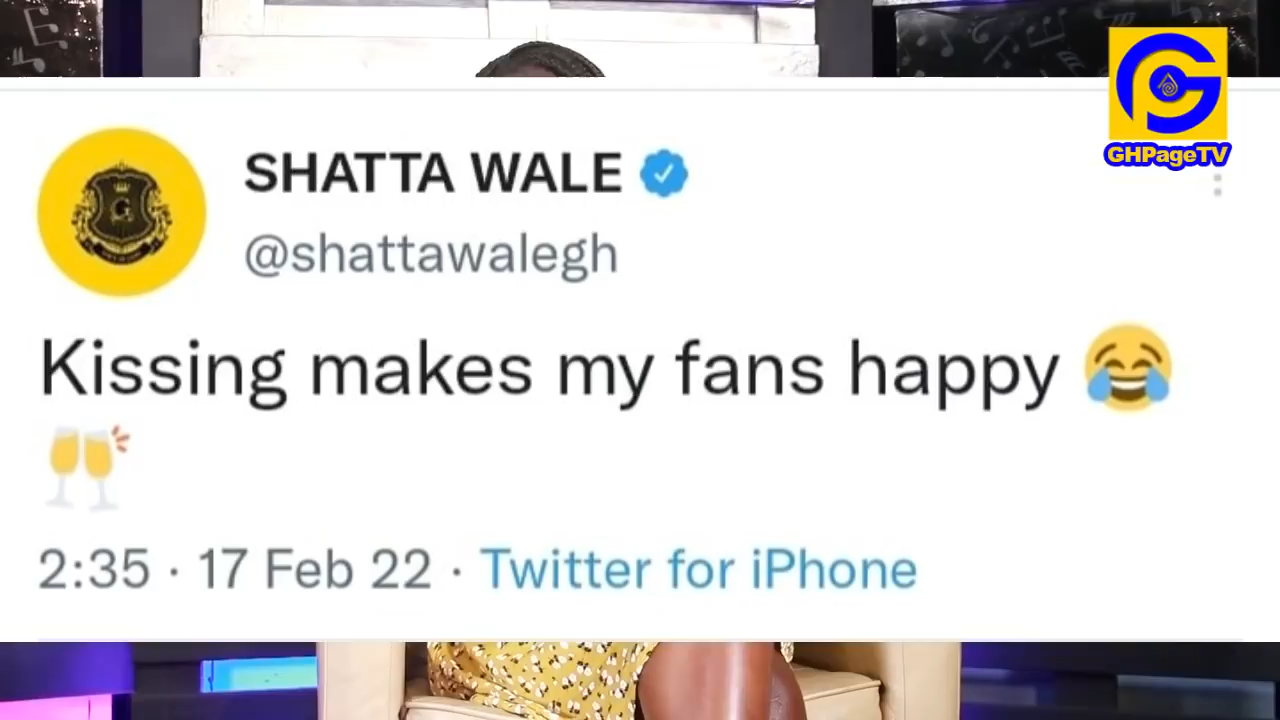 GHPageTV
SHATTA WALE
@shattawalegh
Kissing makes my fans happy 😂
🥂
2:35 · 17 Feb 22 · Twitter for iPhone